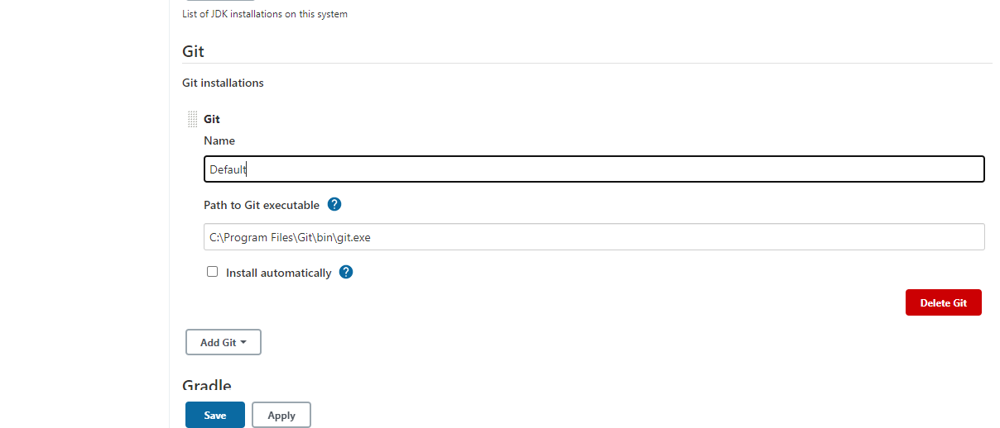 List of JDK installations on this system
Git
Git installations
Git
Name
Default
Path to Git executable ?
C:\Program Files\Git\bin\git.exe
Install automatically ?
Delete Git
Add Git
Gradle
Save Apply